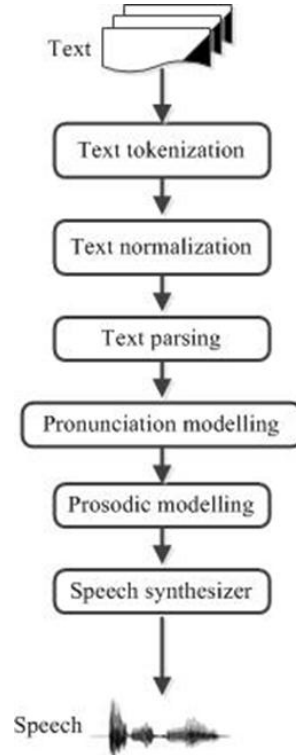 Text
Text tokenization
Text normalization
Text parsing
Pronunciation modelling
Prosodic modelling
Speech synthesizer
Speech